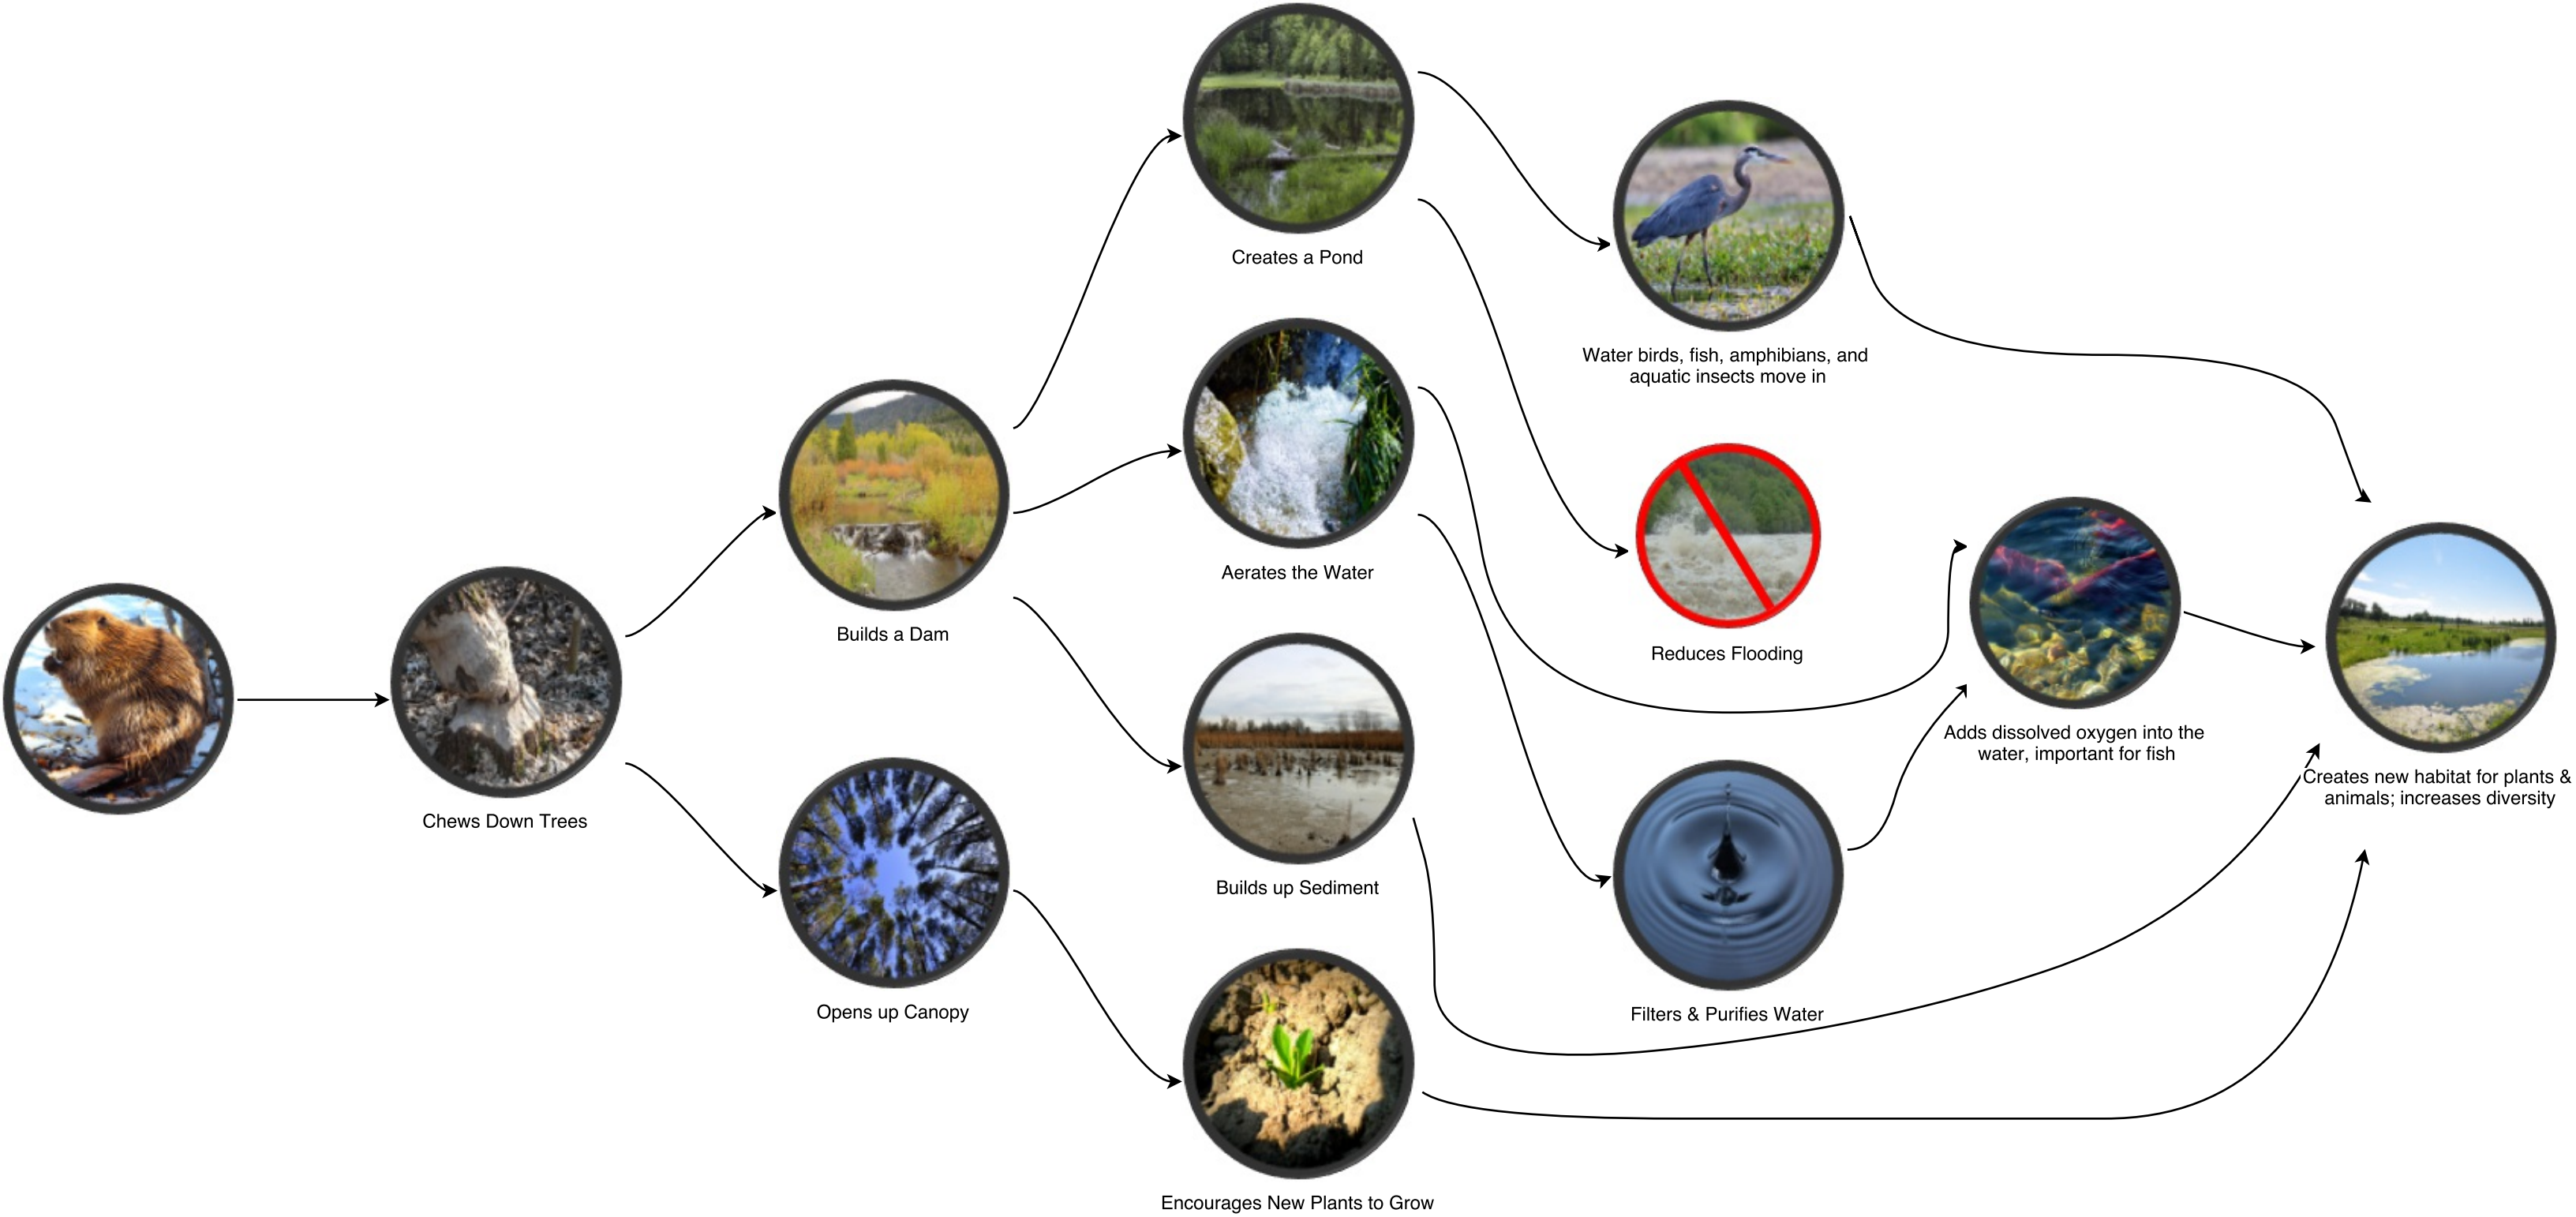 Creates a Pond
Water birds, fish, amphibians, and
aquatic insects move in
Aerates the Water
Builds a Dam
Reduces Flooding
Adds dissolved oxygen into the
water, important for fish
Creates new habitat for plants &
animals; increases diversity
Chews Down Trees
Builds up Sediment
Opens up Canopy
Filters & Purifies Water
Encourages New Plants to Grow